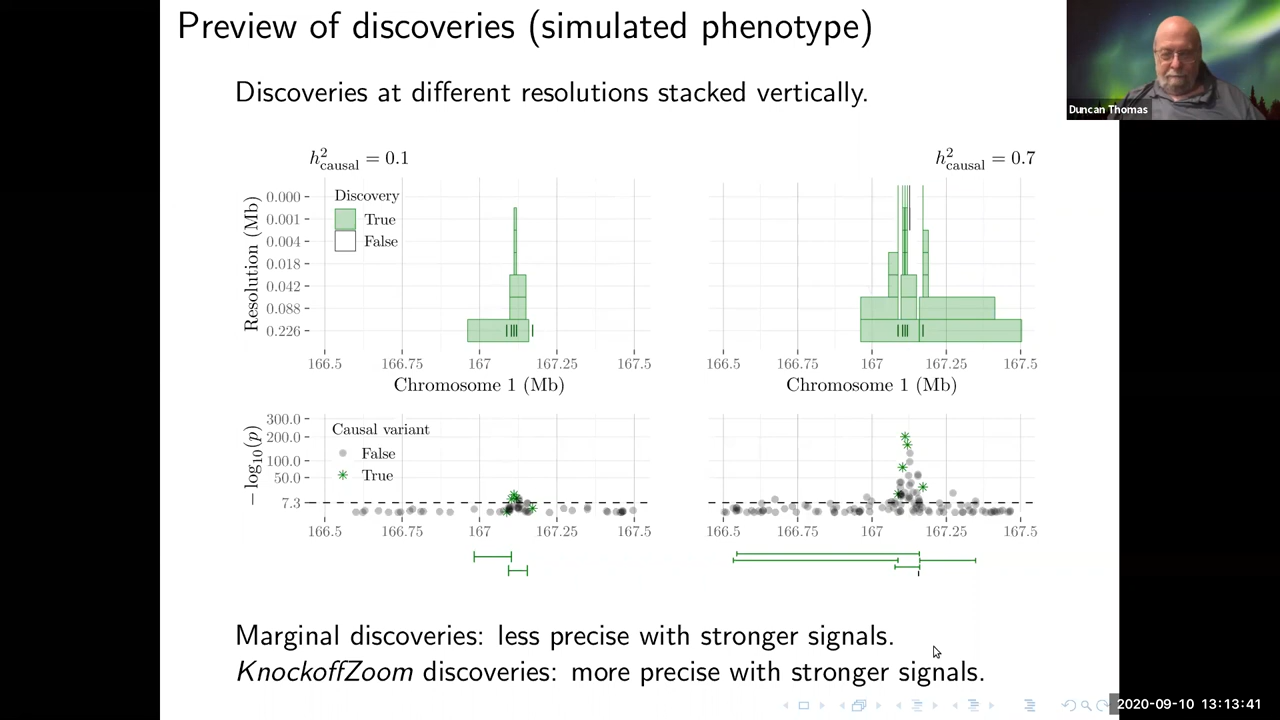 Preview of discoveries (simulated phenotype)
Duncan Thomas
Discoveries at different resolutions stacked vertically.
h²causal = 0.1
h²causal = 0.7
Resolution (Mb)
0.000
0.001
0.004
0.018
0.042
0.088
0.226
Discovery
True
False
166.5 166.75 167 167.25 167.5
166.5 166.75 167 167.25 167.5
Chromosome 1 (Mb)
Chromosome 1 (Mb)
−log10(p)
300.0
200.0
100.0
50.0
7.3
Causal variant
False
True
166.5 166.75 167 167.25 167.5
166.5 166.75 167 167.25 167.5
Marginal discoveries: less precise with stronger signals.
KnockoffZoom discoveries: more precise with stronger signals.
2020-09-10 13:13:41